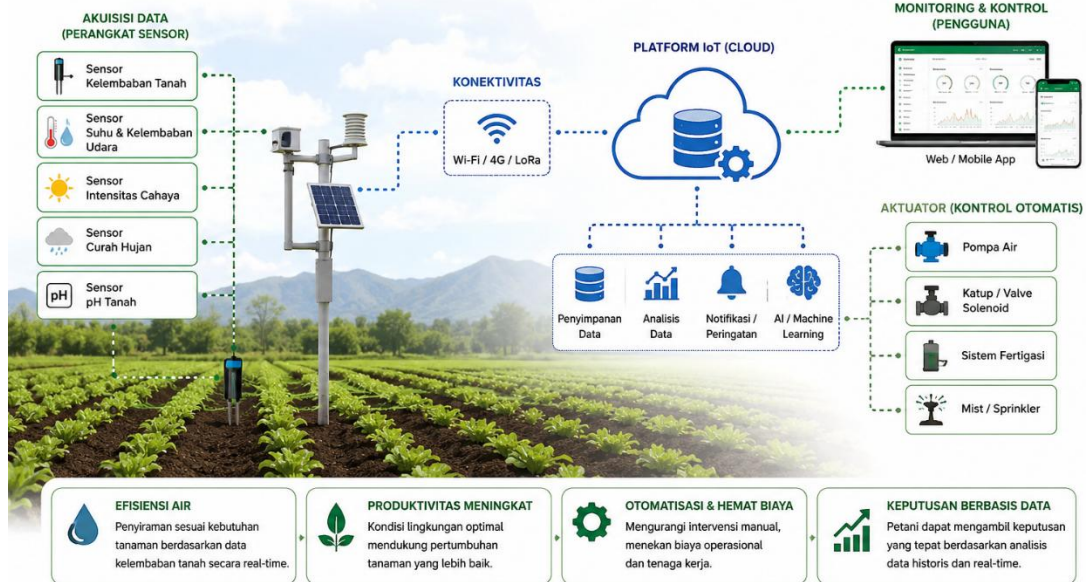 AKUISISI DATA
(PERANGKAT SENSOR)
Sensor
Kelembaban Tanah
Sensor
Suhu & Kelembaban
Udara
Sensor
Intensitas Cahaya
Sensor
Curah Hujan
pH
Sensor
pH Tanah
KONEKTIVITAS
Wi-Fi / 4G / LoRa
PLATFORM IoT (CLOUD)
Penyimpanan
Data
Analisis
Data
Notifikasi /
Peringatan
AI / Machine
Learning
MONITORING & KONTROL
(PENGGUNA)
Web / Mobile App
AKTUATOR (KONTROL OTOMATIS)
Pompa Air
Katup / Valve
Solenoid
Sistem Fertigasi
Mist / Sprinkler
EFISIENSI AIR
Penyiraman sesuai kebutuhan
tanaman berdasarkan data
kelembaban tanah secara real-time.
PRODUKTIVITAS MENINGKAT
Kondisi lingkungan optimal
mendukung pertumbuhan
tanaman yang lebih baik.
OTOMATISASI & HEMAT BIAYA
Mengurangi intervensi manual,
menekan biaya operasional
dan tenaga kerja.
KEPUTUSAN BERBASIS DATA
Petani dapat mengambil keputusan
yang tepat berdasarkan analisis
data historis dan real-time.